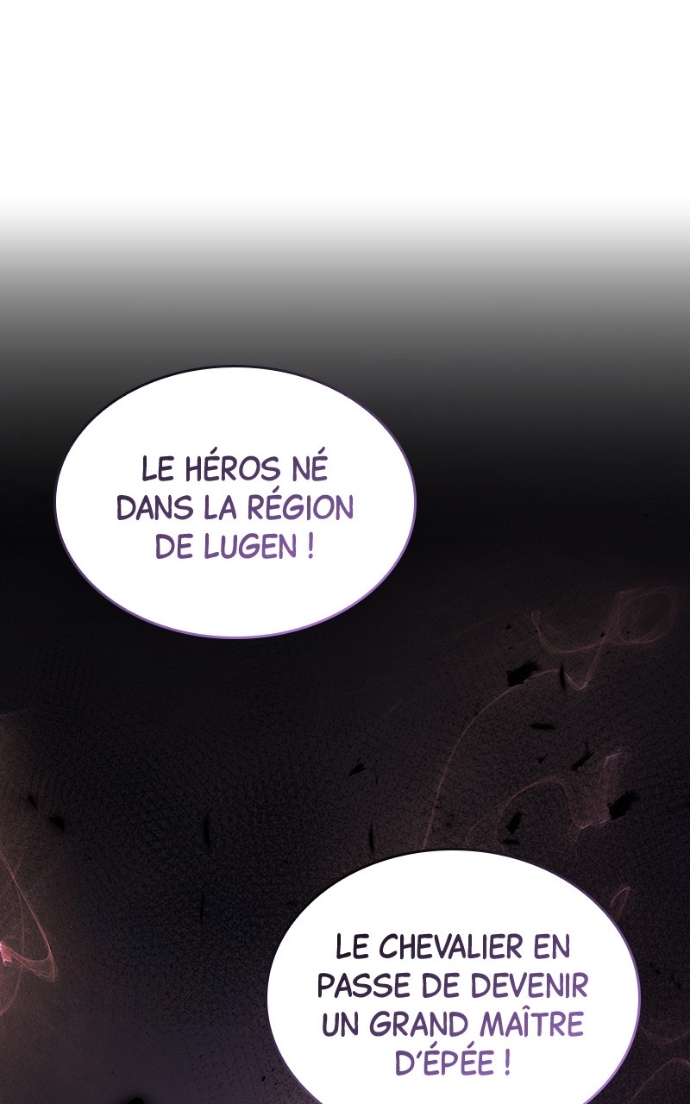 LE HÉROS NÉ
DANS LA RÉGION
DE LUGEN !
LE CHEVALIER EN
PASSE DE DEVENIR
UN GRAND MAÎTRE
D'ÉPÉE !